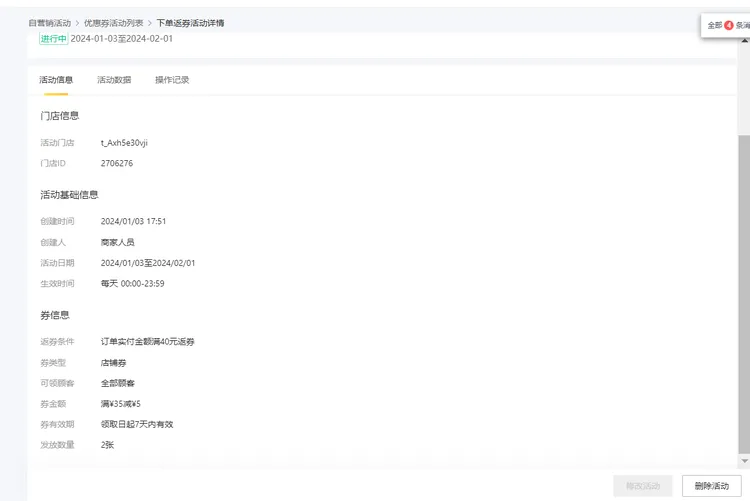 自营销活动 > 优惠券活动列表 > 下单返券活动详情
全部 4 条消
进行中 2024-01-03至2024-02-01
活动信息 活动数据 操作记录
门店信息
活动门店 t_Axh5e30vji
门店ID 2706276
活动基础信息
创建时间 2024/01/03 17:51
创建人 商家人员
活动日期 2024/01/03至2024/02/01
生效时间 每天 00:00-23:59
券信息
返券条件 订单实付金额满40元返券
券类型 店铺券
可领顾客 全部顾客
券金额 满¥35减¥5
券有效期 领取日起7天内有效
发放数量 2张
修改活动 删除活动